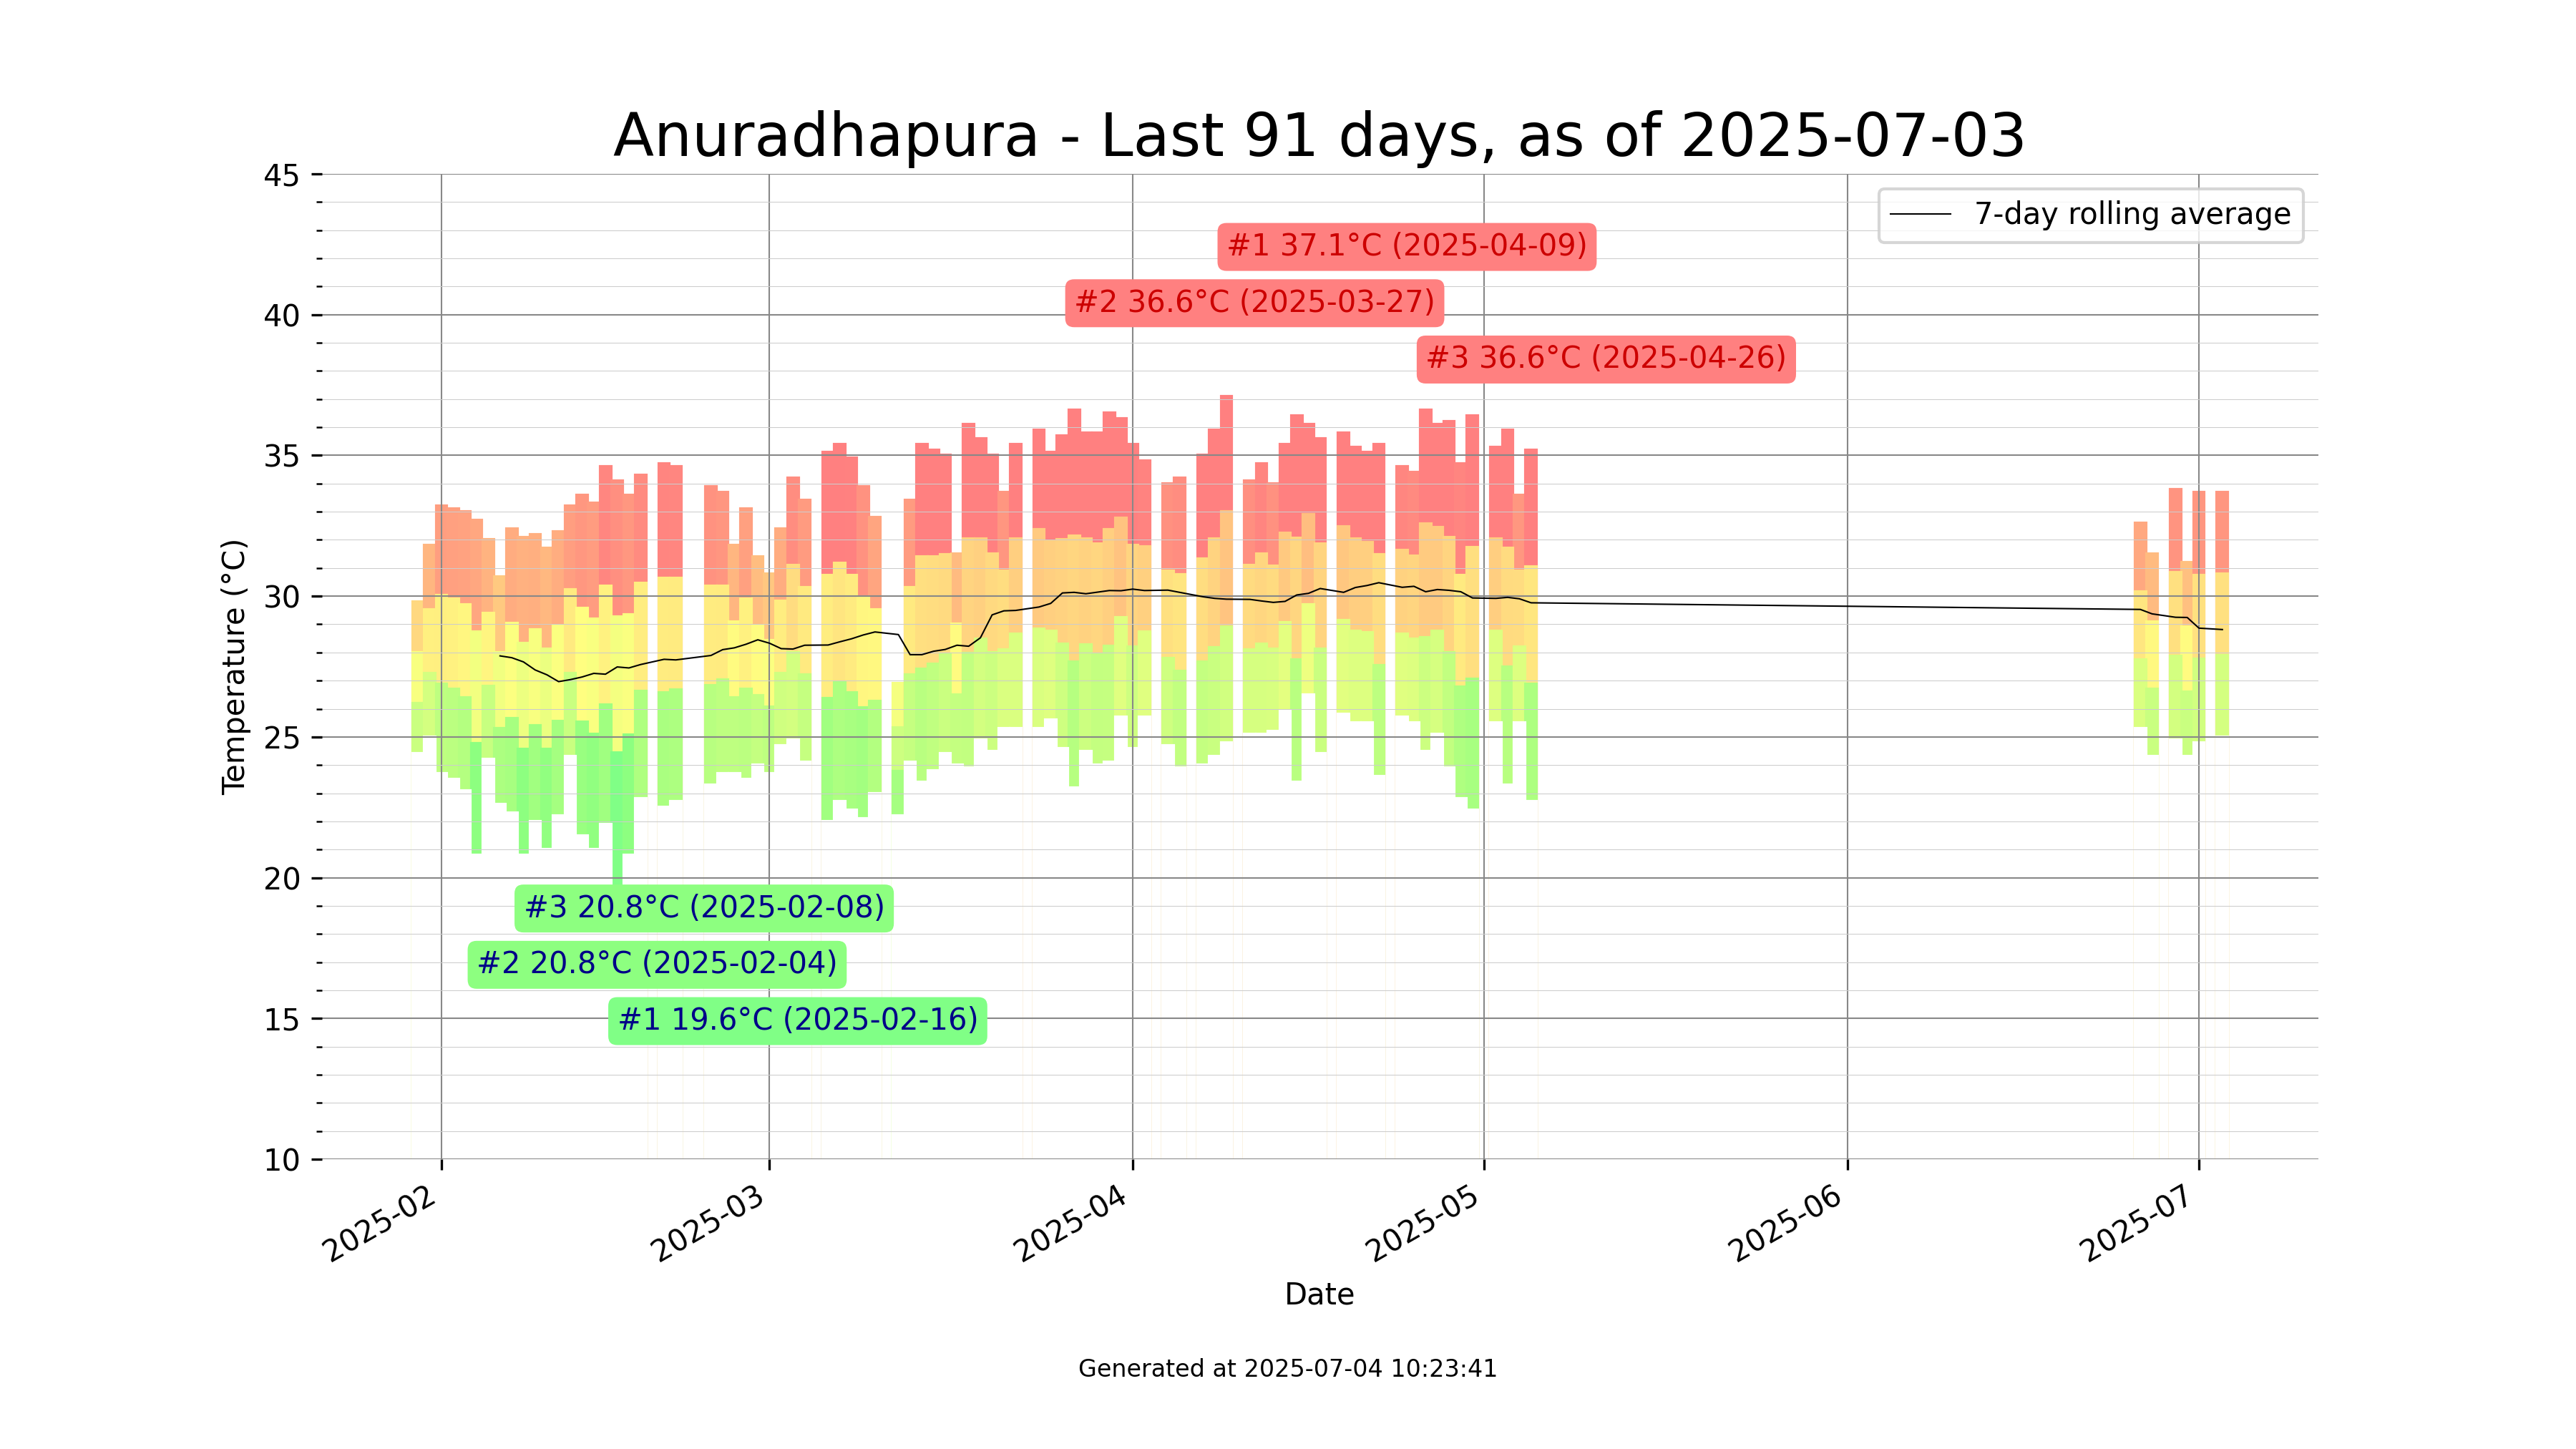 Anuradhapura - Last 91 days, as of 2025-07-03
45
40
35
30
25
20
15
10
Temperature (°C)
7-day rolling average
#1 37.1°C (2025-04-09)
#2 36.6°C (2025-03-27)
#3 36.6°C (2025-04-26)
#3 20.8°C (2025-02-08)
#2 20.8°C (2025-02-04)
#1 19.6°C (2025-02-16)
2025-02
2025-03
2025-04
2025-05
2025-06
2025-07
Date
Generated at 2025-07-04 10:23:41